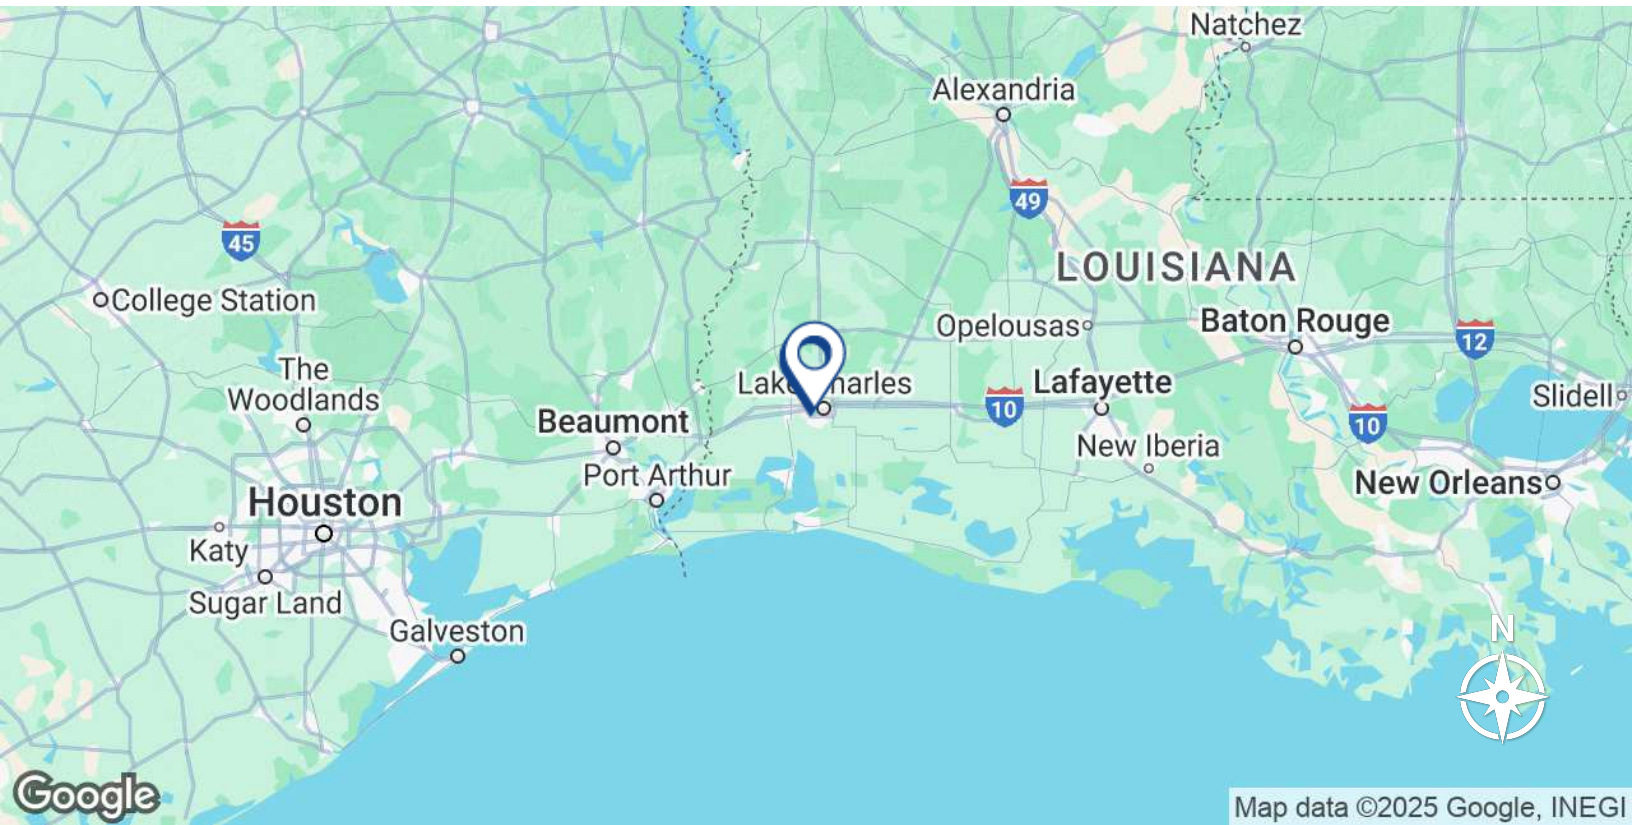 Natchez
Alexandria
49
45
LOUISIANA
College Station
Opelousas
Baton Rouge
12
The
Woodlands
Lake Charles
Lafayette
10
Slidell
10
Beaumont
New Iberia
Port Arthur
New Orleans
Houston
Katy
Sugar Land
Galveston
N
Google
Map data ©2025 Google, INEGI